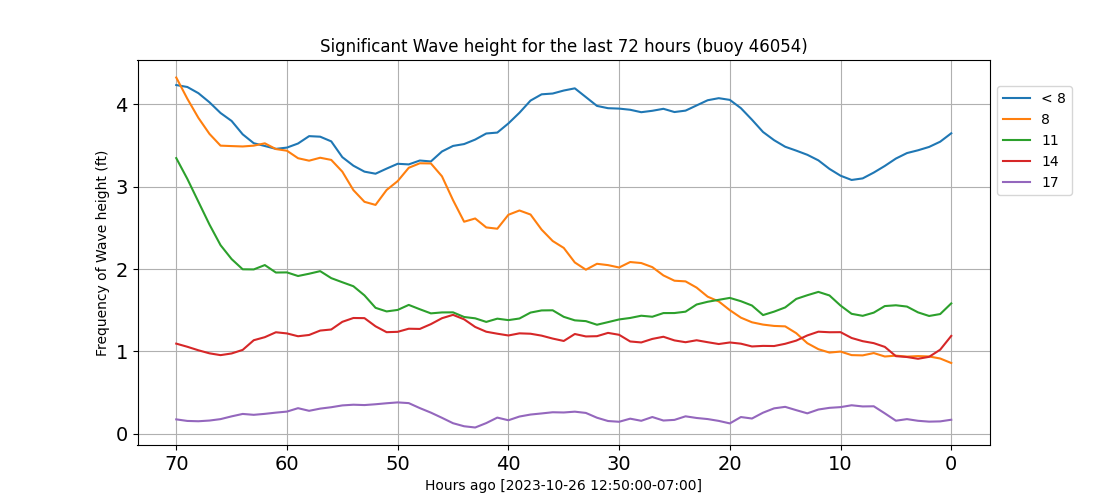 Significant Wave height for the last 72 hours (buoy 46054)
Frequency of Wave height (ft)
4
3
2
1
0
70 60 50 40 30 20 10 0
Hours ago [2023-10-26 12:50:00-07:00]
< 8
8
11
14
17